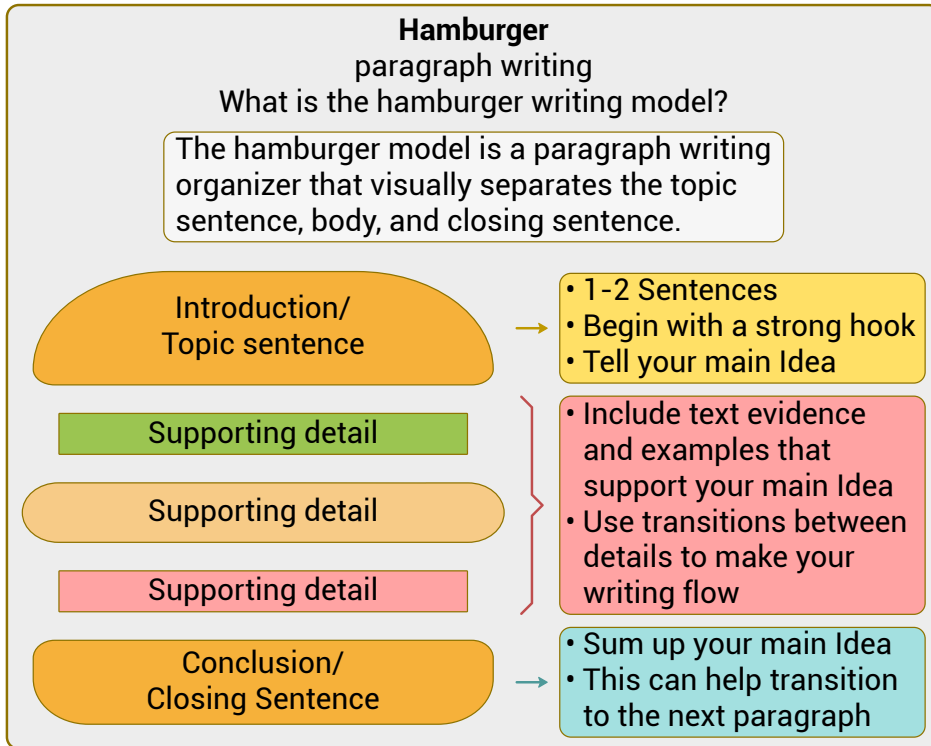 Hamburger
paragraph writing
What is the hamburger writing model?
The hamburger model is a paragraph writing
organizer that visually separates the topic
sentence, body, and closing sentence.
Introduction/
Topic sentence
• 1-2 Sentences
• Begin with a strong hook
• Tell your main Idea
Supporting detail
Supporting detail
Supporting detail
• Include text evidence
and examples that
support your main Idea
• Use transitions between
details to make your
writing flow
Conclusion/
Closing Sentence
• Sum up your main Idea
• This can help transition
to the next paragraph